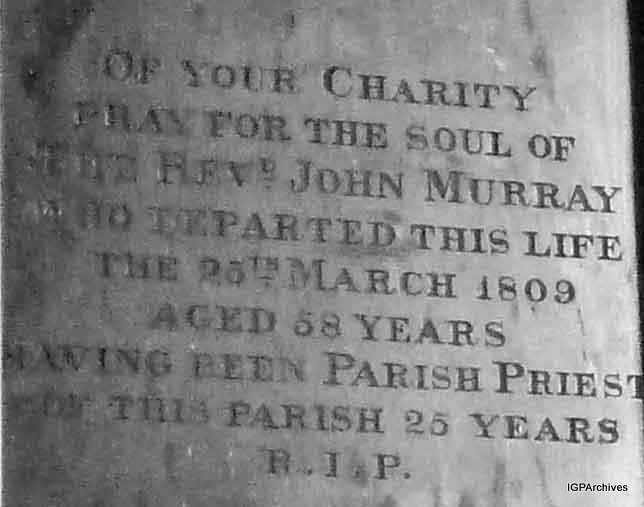 OF YOUR CHARITY
PRAY FOR THE SOUL OF
THE REVD JOHN MURRAY
WHO DEPARTED THIS LIFE
THE 25TH MARCH 1809
AGED 58 YEARS
HAVING BEEN PARISH PRIEST
OF THIS PARISH 25 YEARS
R.I.P.
IGPArchives